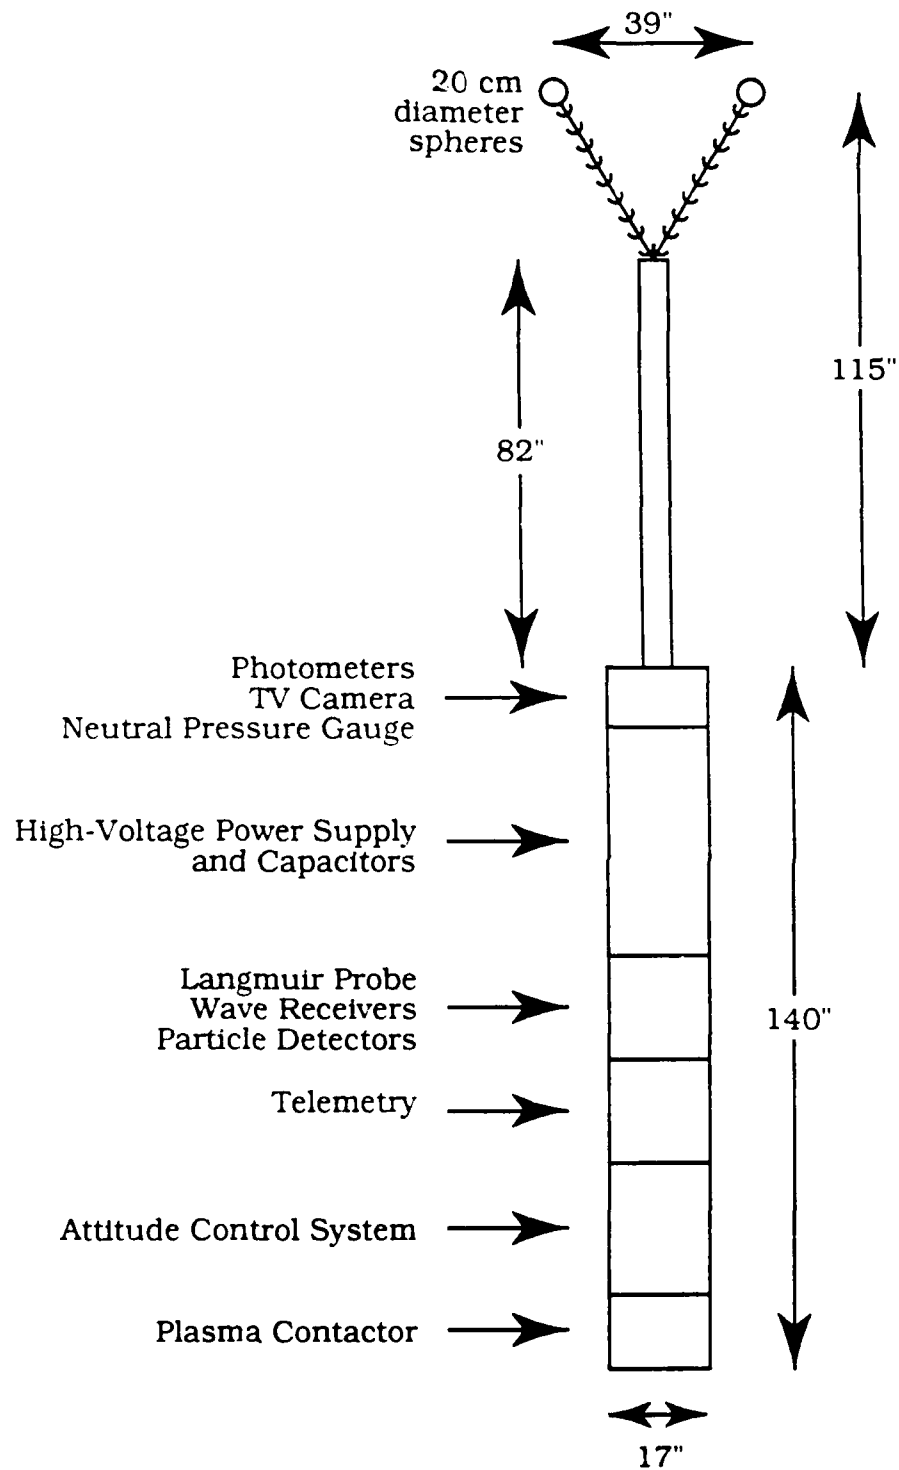 39"
20 cm
diameter
spheres
115"
82"
Photometers
TV Camera
Neutral Pressure Gauge
High-Voltage Power Supply
and Capacitors
Langmuir Probe
Wave Receivers
Particle Detectors
140"
Telemetry
Attitude Control System
Plasma Contactor
17"